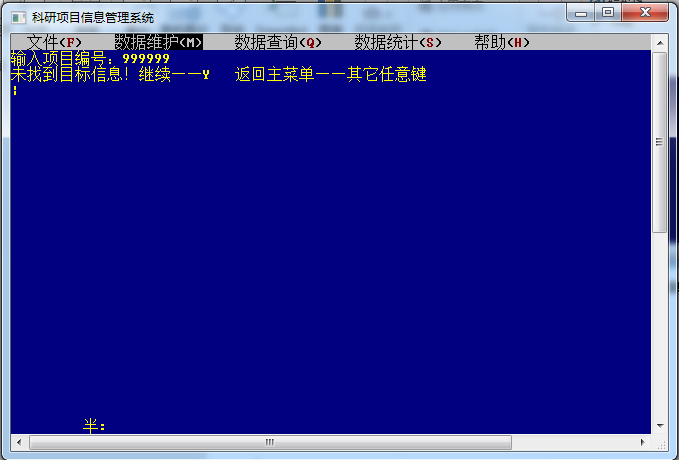 科研项目信息管理系统
文件(F) 数据维护(M) 数据查询(Q) 数据统计(S) 帮助(H)
输入项目编号: 999999
未找到目标信息! 继续——Y 返回主菜单——其它任意键
:
半: